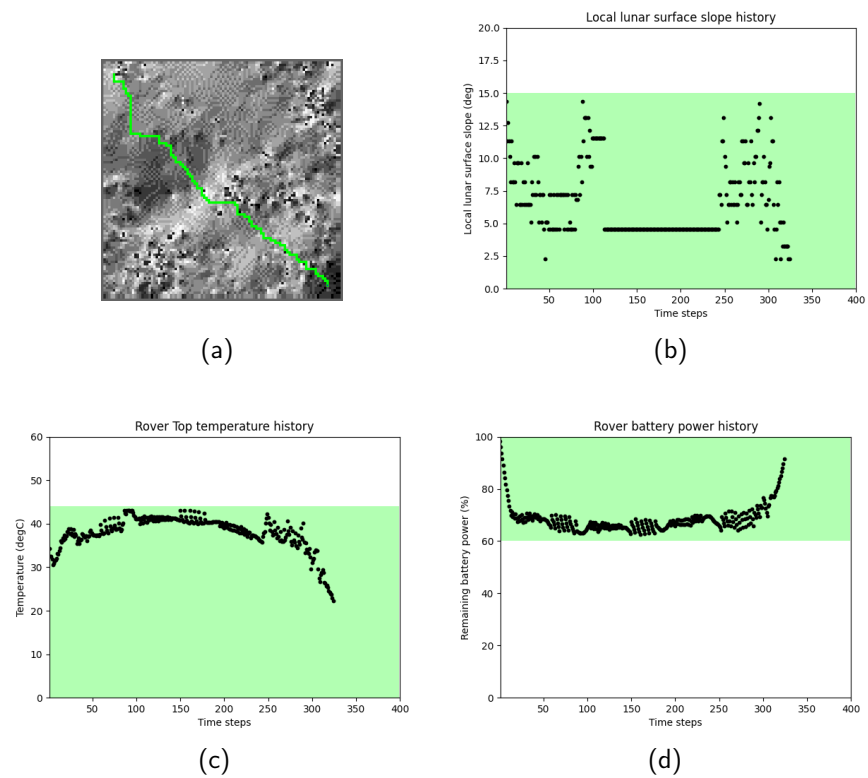 Local lunar surface slope history
20.0
17.5
15.0
12.5
10.0
7.5
5.0
2.5
0.0
Local lunar surface slope (deg)
50 100 150 200 250 300 350 400
Time steps
(a)
(b)
Rover Top temperature history
60
50
40
30
20
10
0
Temperature (degC)
50 100 150 200 250 300 350 400
Time steps
(c)
Rover battery power history
100
80
60
40
20
0
Remaining battery power (%)
50 100 150 200 250 300 350 400
Time steps
(d)